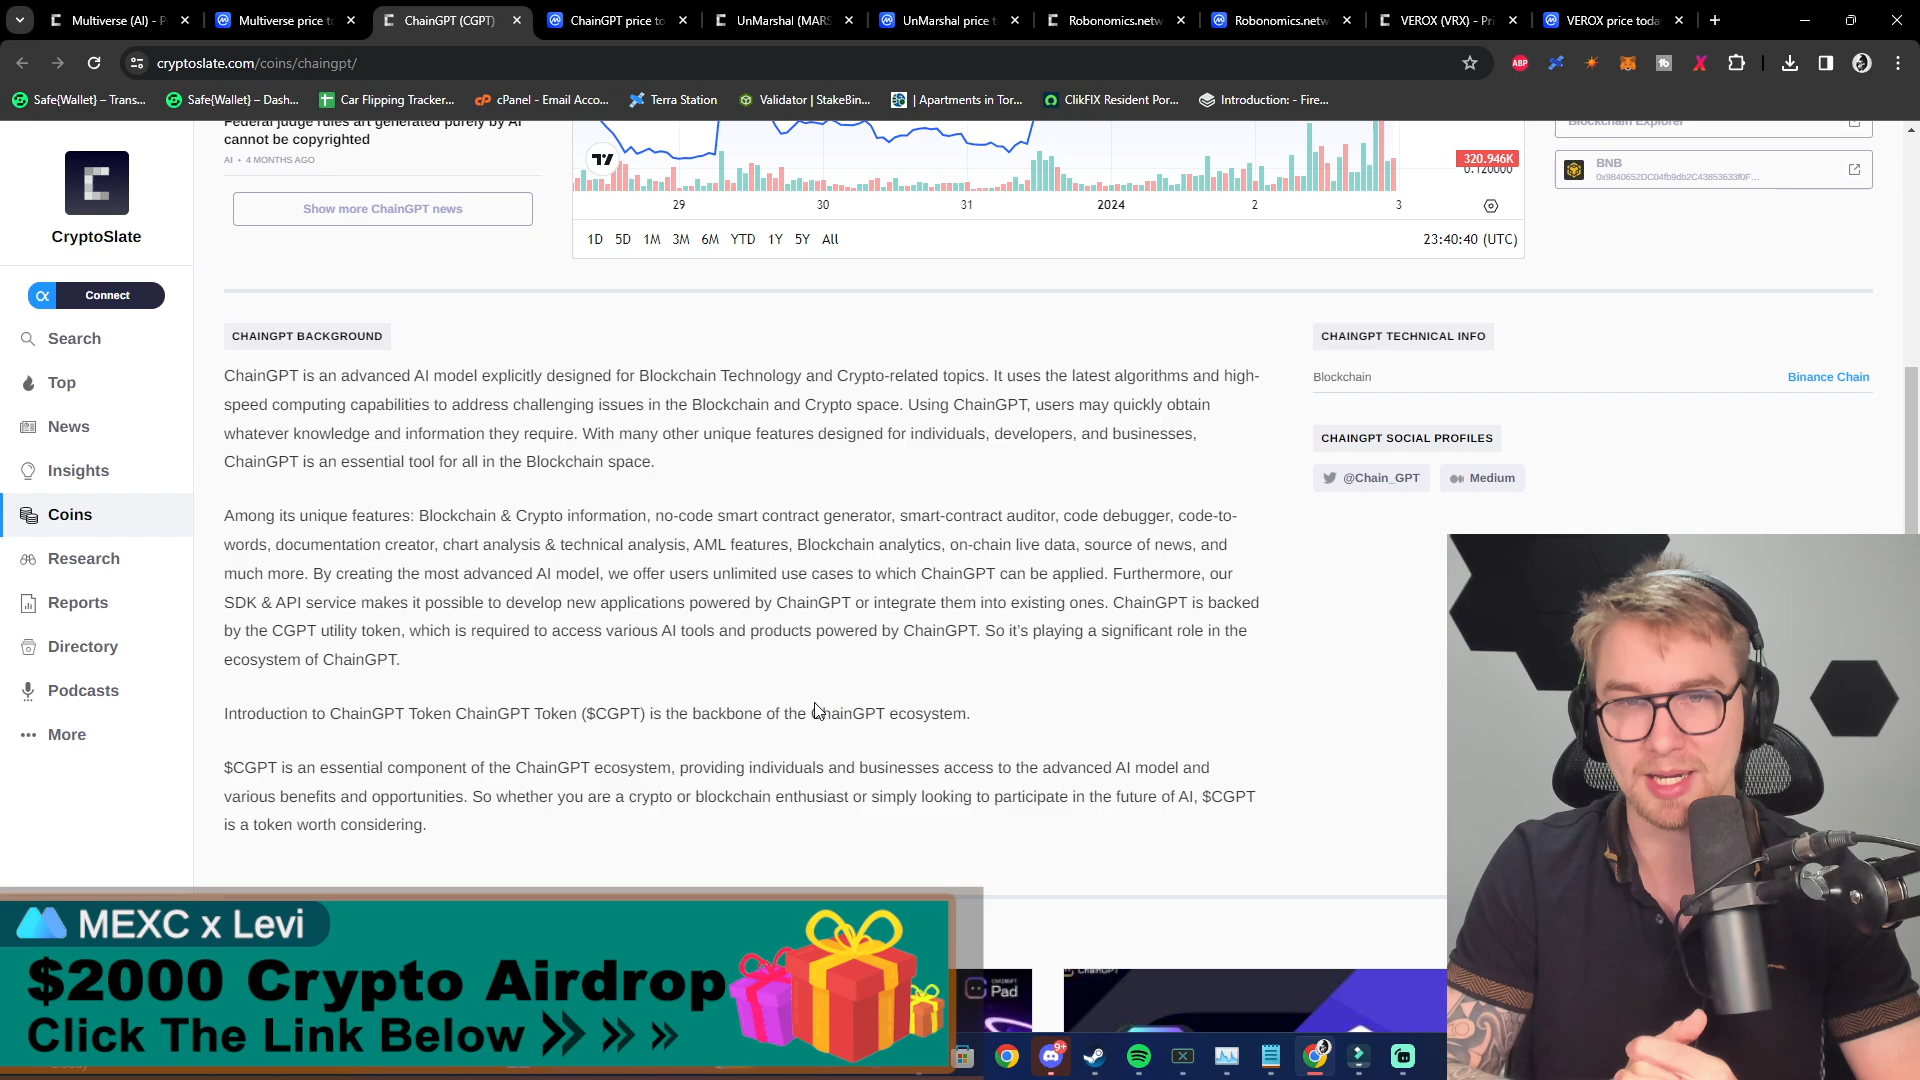 Multiverse (AI) - P
Multiverse price t
ChainGPT (CGPT)
ChainGPT price to
UnMarshal (MARS
UnMarshal price t
Robonomics.netw
Robonomics.netw
VEROX (VRX) - Pri
VEROX price toda
cryptoslate.com/coins/chaingpt/
ABP
Safe{Wallet} – Trans...
Safe{Wallet} – Dash...
Car Flipping Tracker...
cPanel - Email Acco...
Terra Station
Validator | StakeBin...
| Apartments in Tor...
ClikFIX Resident Por...
Introduction: - Fire...
CryptoSlate
Connect
Search
Top
News
Insights
Coins
Research
Reports
Directory
Podcasts
More
Federal judge rules art generated purely by AI
cannot be copyrighted
AI • 4 MONTHS AGO
Show more ChainGPT news
320.946K
0.120000
29 30 31 2024 2 3
1D 5D 1M 3M 6M YTD 1Y 5Y All
23:40:40 (UTC)
Blockchain Explorer
BNB
0x9840652DC04fb9db2C43853633f0F...
CHAINGPT BACKGROUND
ChainGPT is an advanced AI model explicitly designed for Blockchain Technology and Crypto-related topics. It uses the latest algorithms and high-
speed computing capabilities to address challenging issues in the Blockchain and Crypto space. Using ChainGPT, users may quickly obtain
whatever knowledge and information they require. With many other unique features designed for individuals, developers, and businesses,
ChainGPT is an essential tool for all in the Blockchain space.
Among its unique features: Blockchain & Crypto information, no-code smart contract generator, smart-contract auditor, code debugger, code-to-
words, documentation creator, chart analysis & technical analysis, AML features, Blockchain analytics, on-chain live data, source of news, and
much more. By creating the most advanced AI model, we offer users unlimited use cases to which ChainGPT can be applied. Furthermore, our
SDK & API service makes it possible to develop new applications powered by ChainGPT or integrate them into existing ones. ChainGPT is backed
by the CGPT utility token, which is required to access various AI tools and products powered by ChainGPT. So it's playing a significant role in the
ecosystem of ChainGPT.
Introduction to ChainGPT Token ChainGPT Token ($CGPT) is the backbone of the ChainGPT ecosystem.
$CGPT is an essential component of the ChainGPT ecosystem, providing individuals and businesses access to the advanced AI model and
various benefits and opportunities. So whether you are a crypto or blockchain enthusiast or simply looking to participate in the future of AI, $CGPT
is a token worth considering.
CHAINGPT TECHNICAL INFO
Blockchain
Binance Chain
CHAINGPT SOCIAL PROFILES
@Chain_GPT
Medium
MEXC x Levi
$2000 Crypto Airdrop
Click The Link Below
Pad
ChainGPT
9+